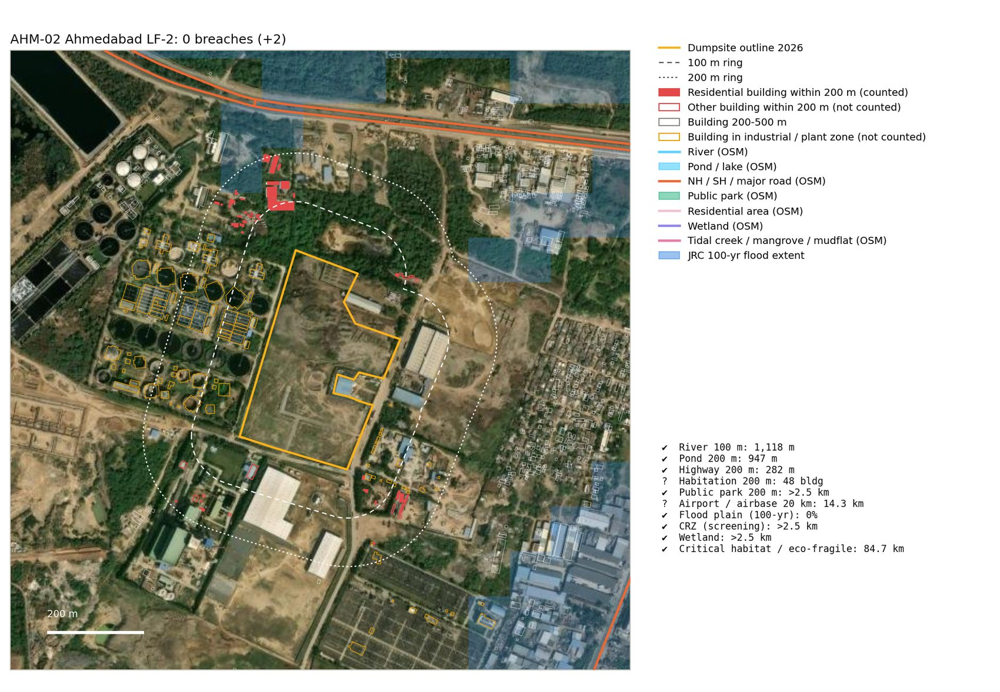 AHM-02 Ahmedabad LF-2: 0 breaches (+2)
Dumpsite outline 2026
100 m ring
200 m ring
Residential building within 200 m (counted)
Other building within 200 m (not counted)
Building 200-500 m
Building in industrial / plant zone (not counted)
River (OSM)
Pond / lake (OSM)
NH / SH / major road (OSM)
Public park (OSM)
Residential area (OSM)
Wetland (OSM)
Tidal creek / mangrove / mudflat (OSM)
JRC 100-yr flood extent
✔ River 100 m: 1,118 m
✔ Pond 200 m: 947 m
✔ Highway 200 m: 282 m
? Habitation 200 m: 48 bldg
✔ Public park 200 m: >2.5 km
? Airport / airbase 20 km: 14.3 km
✔ Flood plain (100-yr): 0%
✔ CRZ (screening): >2.5 km
✔ Wetland: >2.5 km
✔ Critical habitat / eco-fragile: 84.7 km
200 m